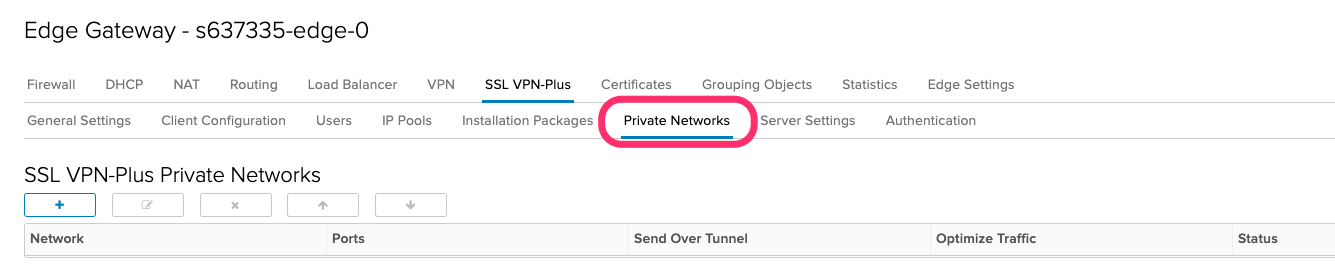 Edge Gateway - s637335-edge-0
Firewall DHCP NAT Routing Load Balancer VPN SSL VPN-Plus Certificates Grouping Objects Statistics Edge Settings
General Settings Client Configuration Users IP Pools Installation Packages Private Networks Server Settings Authentication
SSL VPN-Plus Private Networks
Network Ports Send Over Tunnel Optimize Traffic Status